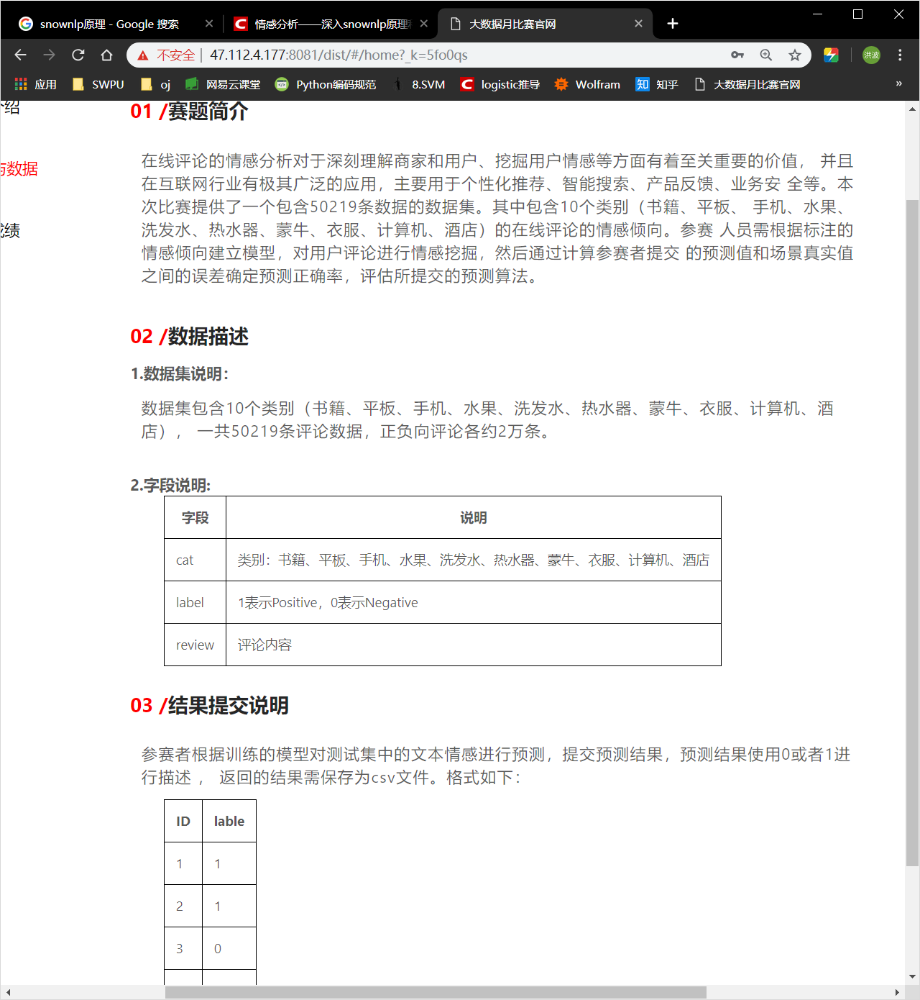 snownlp原理 - Google 搜索
情感分析——深入snownlp原理
大数据月比赛官网
不安全
47.112.4.177:8081/dist/#/home?_k=5fo0qs
洪波
应用
SWPU
oj
网易云课堂
Python编码规范
8.SVM
logistic推导
Wolfram
知 知乎
大数据月比赛官网
»
绍
与数据
成绩
01 /赛题简介
在线评论的情感分析对于深刻理解商家和用户、挖掘用户情感等方面有着至关重要的价值， 并且
在互联网行业有极其广泛的应用，主要用于个性化推荐、智能搜索、产品反馈、业务安 全等。本
次比赛提供了一个包含50219条数据的数据集。其中包含10个类别（书籍、平板、 手机、水果、
洗发水、热水器、蒙牛、衣服、计算机、酒店）的在线评论的情感倾向。参赛 人员需根据标注的
情感倾向建立模型，对用户评论进行情感挖掘，然后通过计算参赛者提交 的预测值和场景真实值
之间的误差确定预测正确率，评估所提交的预测算法。
02 /数据描述
1.数据集说明：
数据集包含10个类别（书籍、平板、手机、水果、洗发水、热水器、蒙牛、衣服、计算机、酒
店）， 一共50219条评论数据，正负向评论各约2万条。
2.字段说明:
字段 说明
cat 类别：书籍、平板、手机、水果、洗发水、热水器、蒙牛、衣服、计算机、酒店
label 1表示Positive，0表示Negative
review 评论内容
03 /结果提交说明
参赛者根据训练的模型对测试集中的文本情感进行预测，提交预测结果，预测结果使用0或者1进
行描述 ， 返回的结果需保存为csv文件。格式如下：
ID lable
1 1
2 1
3 0